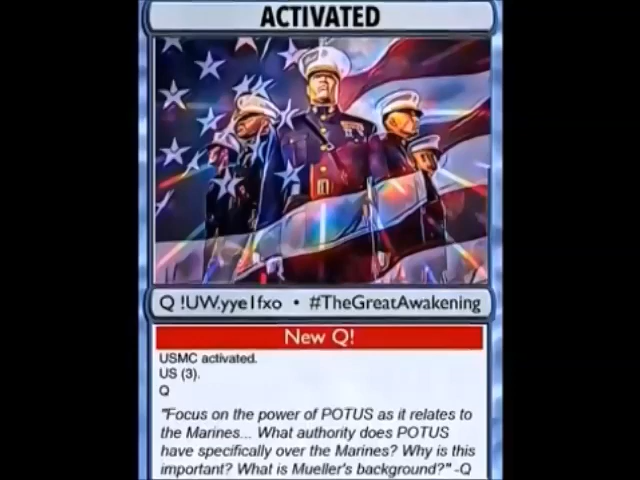 ACTIVATED
Q !UW.yye1fxo • #TheGreatAwakening
New Q!
USMC activated.
US (3).
Q
"Focus on the power of POTUS as it relates to
the Marines... What authority does POTUS
have specifically over the Marines? Why is this
important? What is Mueller's background?" -Q